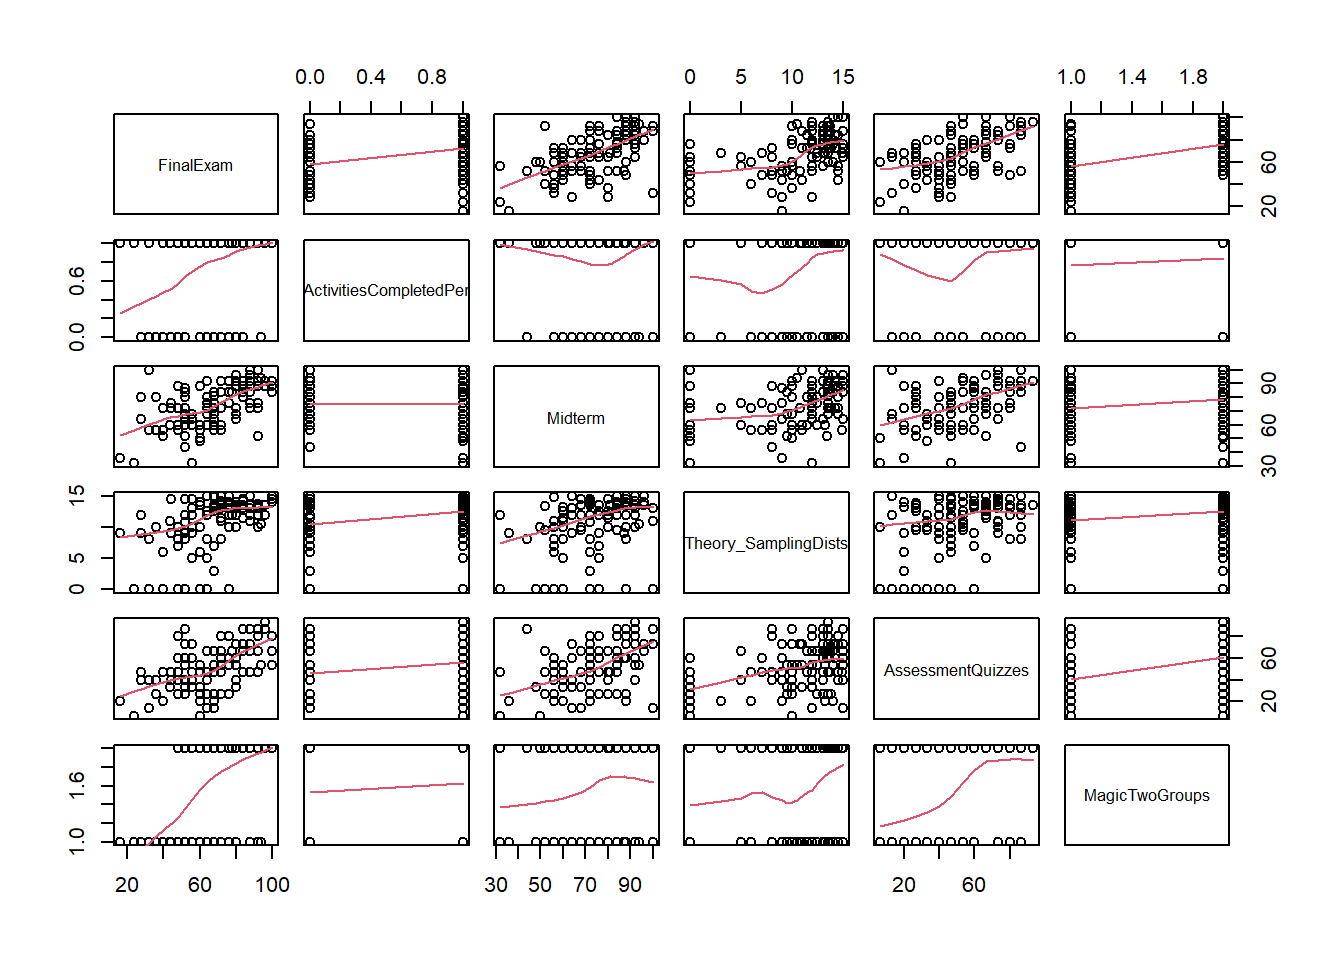 0.0 0.4 0.8 0 5 10 15 1.0 1.4 1.8
FinalExam
20 60
0.0 0.6
ActivitiesCompletedPer
Midterm
30 60 90
0 5 15
Theory_SamplingDists
AssessmentQuizzes
20 60
1.0 1.6
MagicTwoGroups
20 60 100 30 50 70 90 20 60